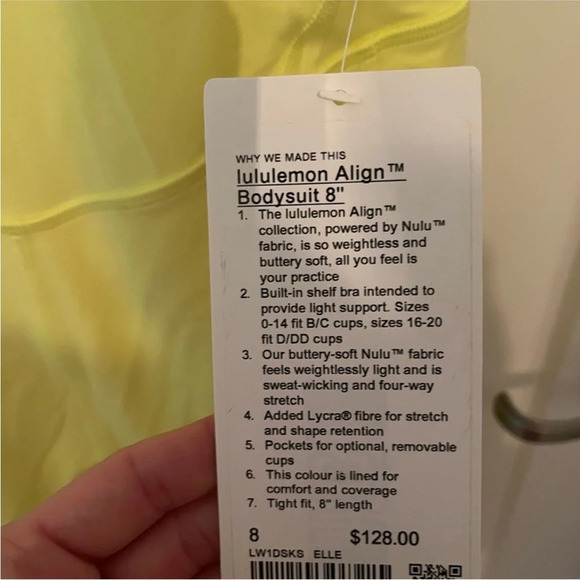 WHY WE MADE THIS
lululemon Align™
Bodysuit 8"
1. The lululemon Align™
collection, powered by Nulu™
fabric, is so weightless and
buttery soft, all you feel is
your practice
2. Built-in shelf bra intended to
provide light support. Sizes
0-14 fit B/C cups, sizes 16-20
fit D/DD cups
3. Our buttery-soft Nulu™ fabric
feels weightlessly light and is
sweat-wicking and four-way
stretch
4. Added Lycra® fibre for stretch
and shape retention
5. Pockets for optional, removable
cups
6. This colour is lined for
comfort and coverage
7. Tight fit, 8" length
8 $128.00
LW1DSKS ELLE